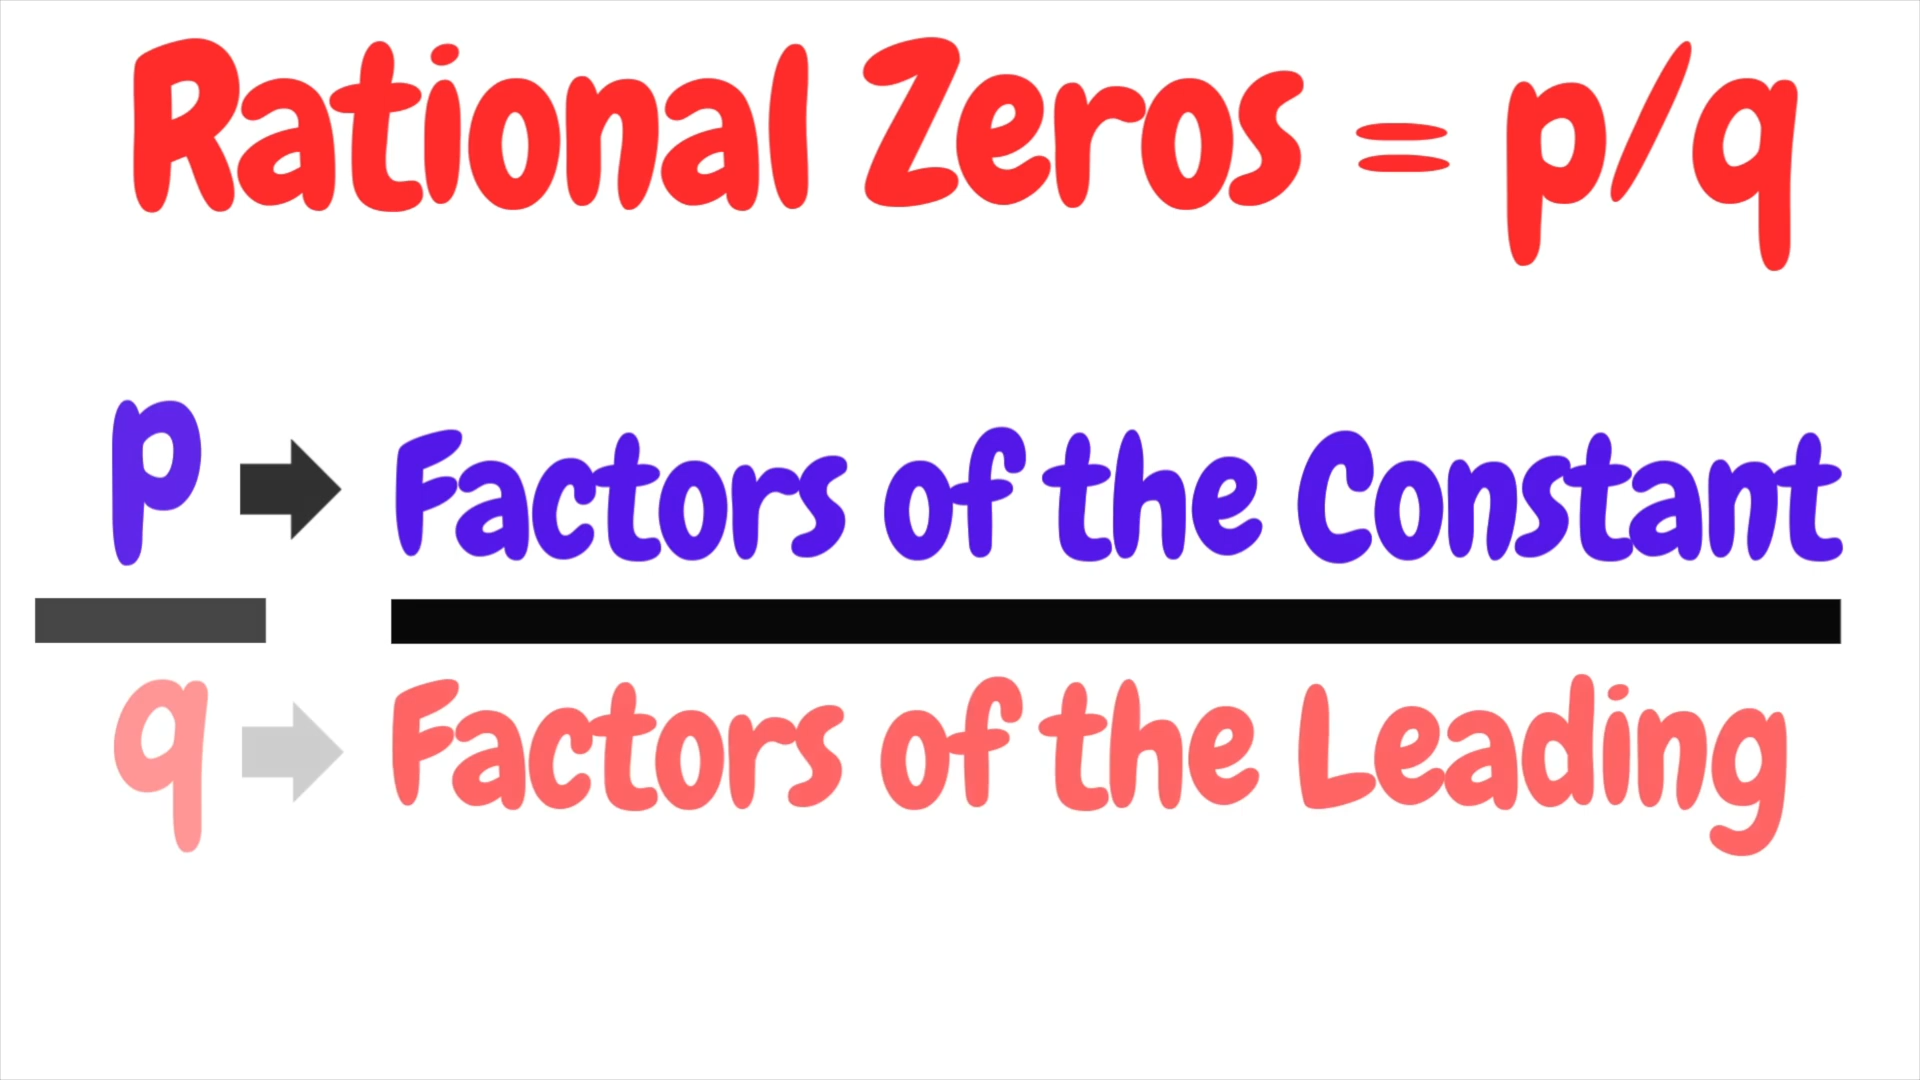 Rational Zeros = p/q
p Factors of the Constant
q Factors of the Leading